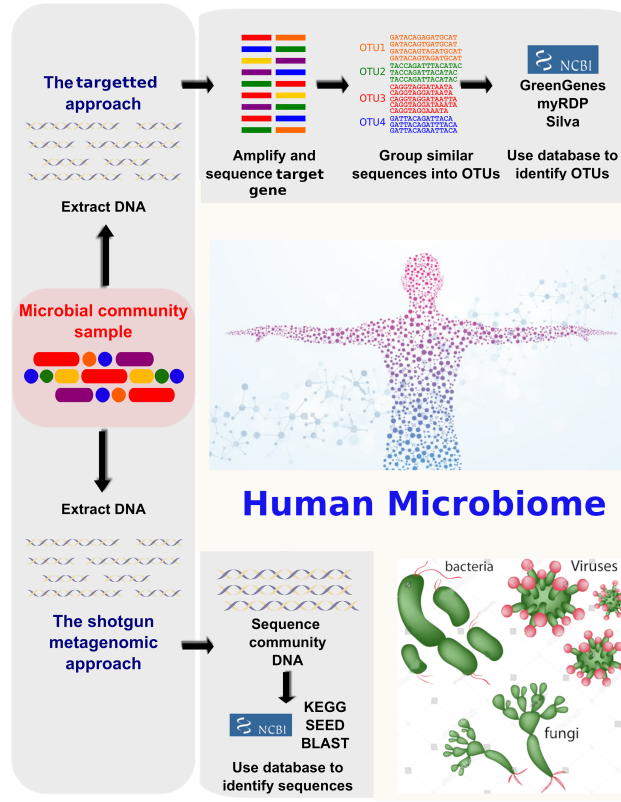 The targetted
approach
Extract DNA
Microbial community
sample
Extract DNA
The shotgun
metagenomic
approach
Amplify and
sequence target
gene
OTU1
GATACAGAGATGCAT
GATACAGTGATGCAT
GATACAGTAGATGCAT
GATACAGTAGATGCAT
OTU2
TACCAGATTTACATAC
TACCAGATTACATAC
TACCAGATTACATAC
OTU3
CAGGTAGGATAATA
CAGGTAGGATAATA
CAGGTAGGATAATTA
CAGGTAGGATAAATA
CAGGTAGGAAATA
OTU4
GATTACAGATTACA
GATTACAGATTTACA
GATTACAGAATTACA
Group similar
sequences into OTUs
NCBI
GreenGenes
myRDP
Silva
Use database to
identify OTUs
Human Microbiome
Sequence
community
DNA
NCBI
KEGG
SEED
BLAST
Use database to
identify sequences
bacteria
Viruses
fungi